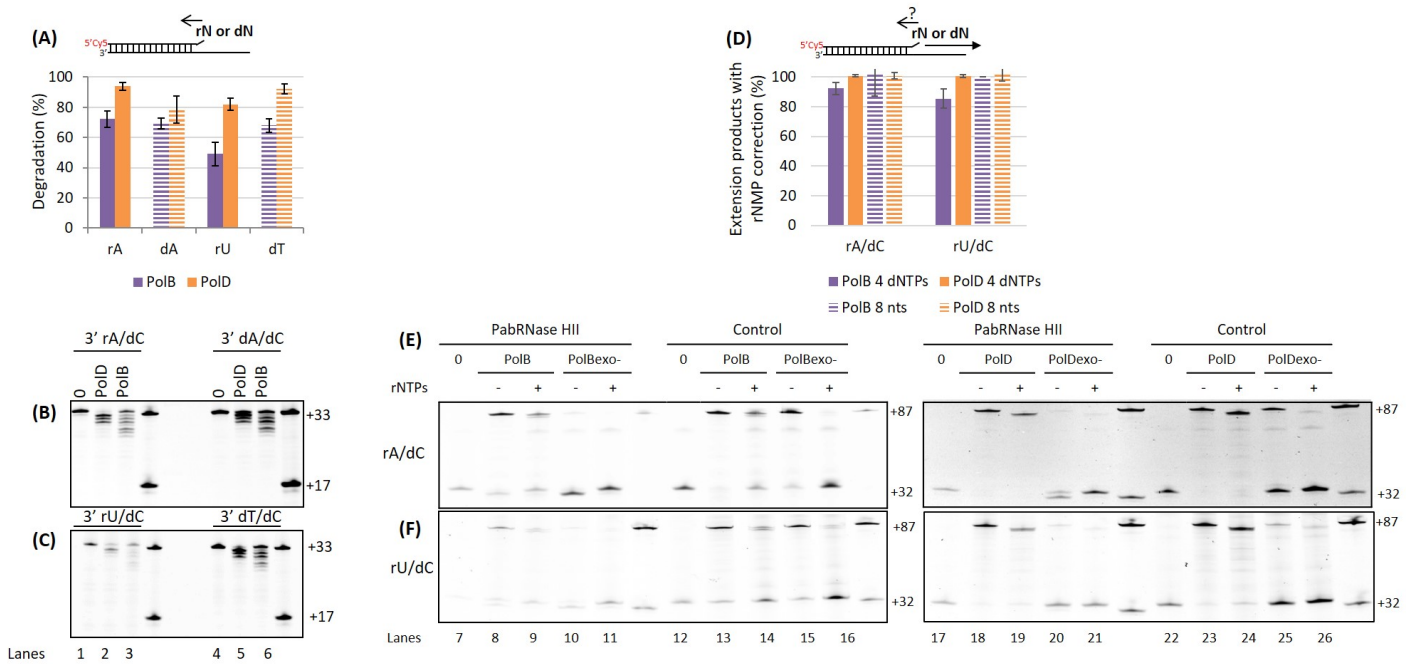 (A)
rN or dN
5'Cy5
3'
Degradation (%)
100
80
60
40
20
0
rA dA rU dT
PolB PolD
(D)
?
rN or dN
5'Cy5
3'
Extension products with
rNMP correction (%)
100
80
60
40
20
0
rA/dC rU/dC
PolB 4 dNTPs PolD 4 dNTPs
PolB 8 nts PolD 8 nts
3' rA/dC 3' dA/dC
0 PolD PolB 0 PolD PolB
(B)
+33
+17
3' rU/dC 3' dT/dC
(C)
+33
+17
Lanes 1 2 3 4 5 6
(E)
PabRNase HII Control PabRNase HII Control
0 PolB PolBexo- 0 PolB PolBexo- 0 PolD PolDexo- 0 PolD PolDexo-
rNTPs - + - + - + - + - + - +
rA/dC
+87 +87
+32 +32
(F)
rU/dC
+87 +87
+32 +32
Lanes 7 8 9 10 11 12 13 14 15 16 17 18 19 20 21 22 23 24 25 26